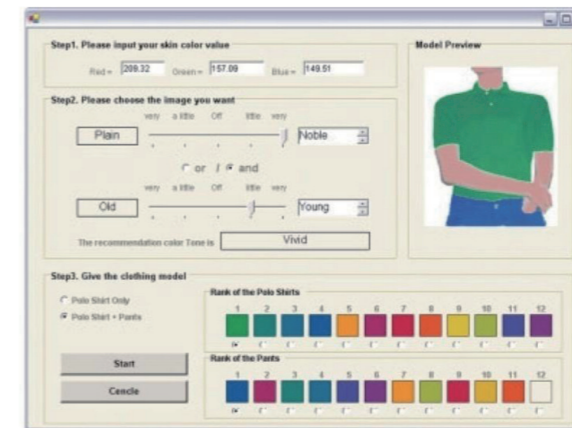 Step1. Please input your skin color value
Red = 209.32 Green = 157.09 Blue = 149.51
Step2. Please choose the image you want
very a little Off little very
Plain Noble
or / and
very a little Off little very
Old Young
The recommendation color Tone is Vivid
Model Preview
Step3. Give the clothing model
Polo Shirt Only
Polo Shirt + Pants
Start
Cencle
Rank of the Polo Shirts
1 2 3 4 5 6 7 8 9 10 11 12
Rank of the Pants
1 2 3 4 5 6 7 8 9 10 11 12